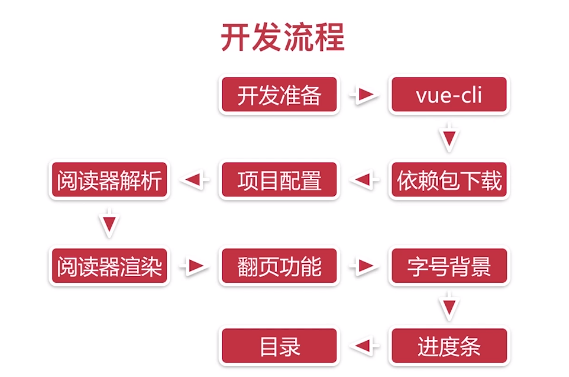 开发流程
开发准备
vue-cli
依赖包下载
项目配置
阅读器解析
阅读器渲染
翻页功能
字号背景
进度条
目录